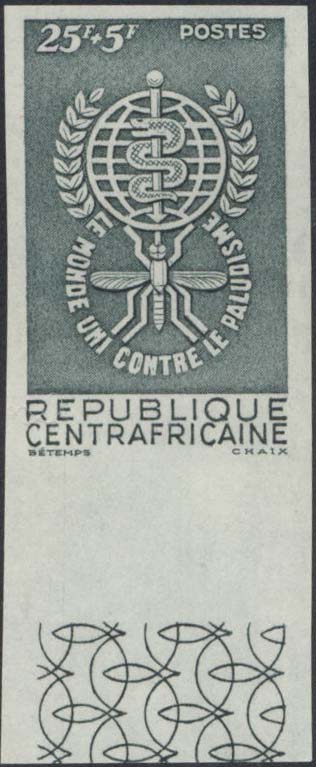 25F+5F POSTES
LE MONDE UNI CONTRE LE PALUDISME
REPUBLIQUE
CENTRAFRICAINE
BÉTEMPS CHAIX